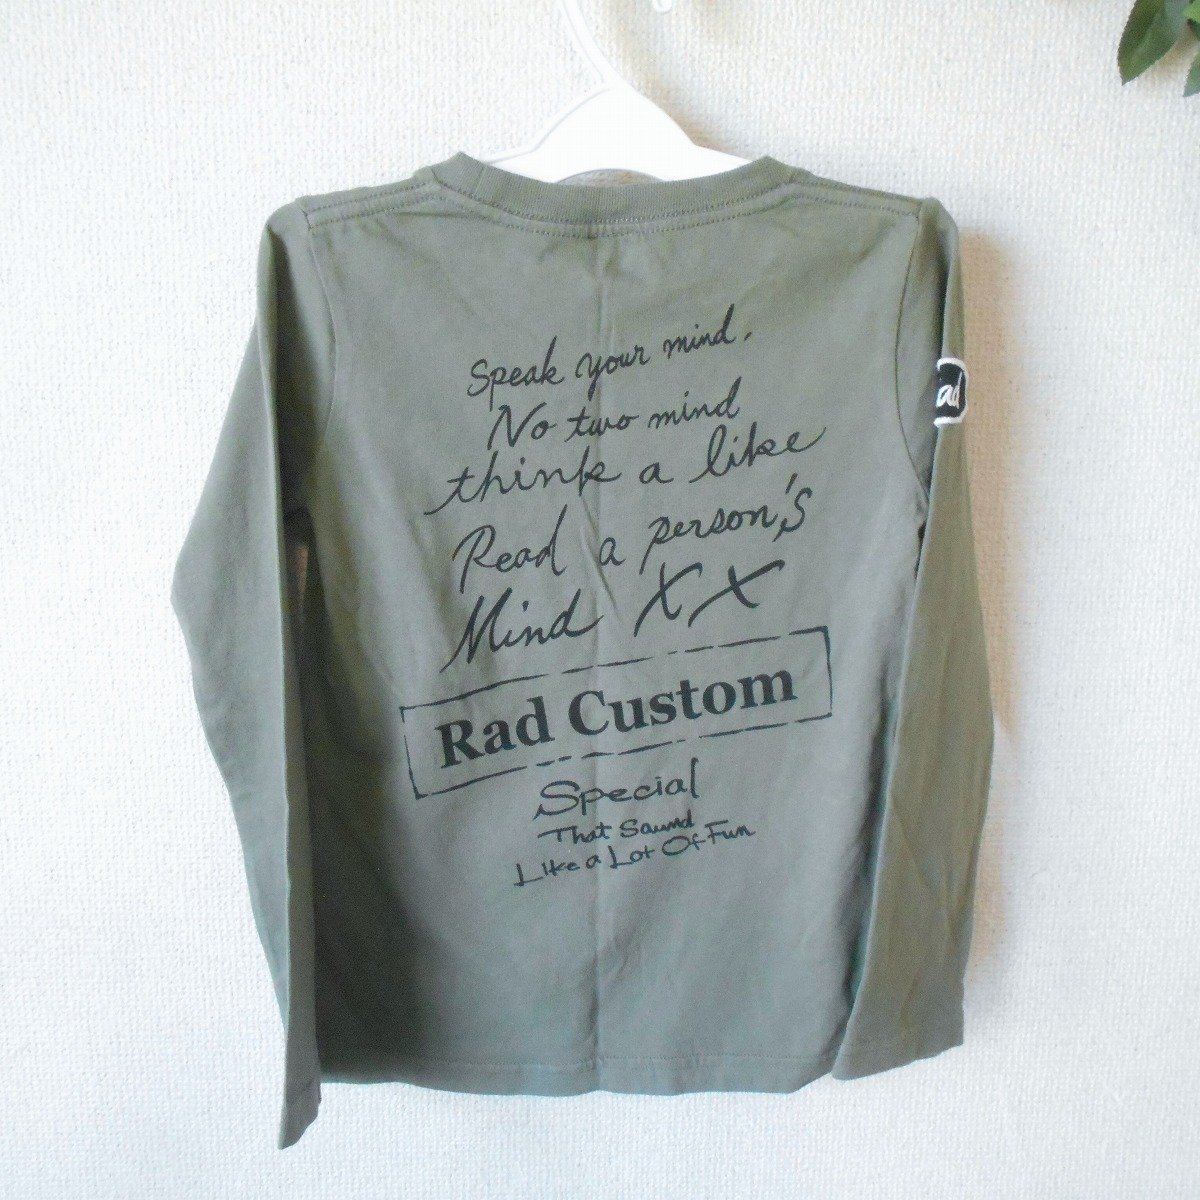 Speak your mind.
No two mind
think a like
Read a person's
Mind XX
Rad Custom
Special
That Saund
Like a Lot Of Fun
ad